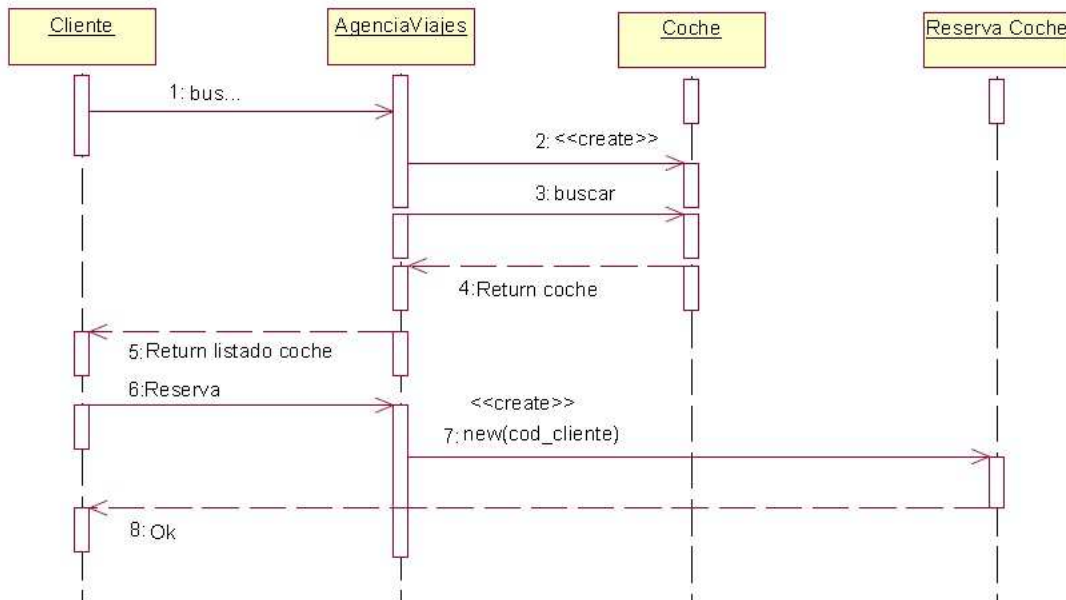 Cliente
AgenciaViajes
Coche
Reserva Coche
1: bus...
2: <<create>>
3: buscar
4:Return coche
5:Return listado coche
6:Reserva
<<create>>
7: new(cod_cliente)
8: Ok